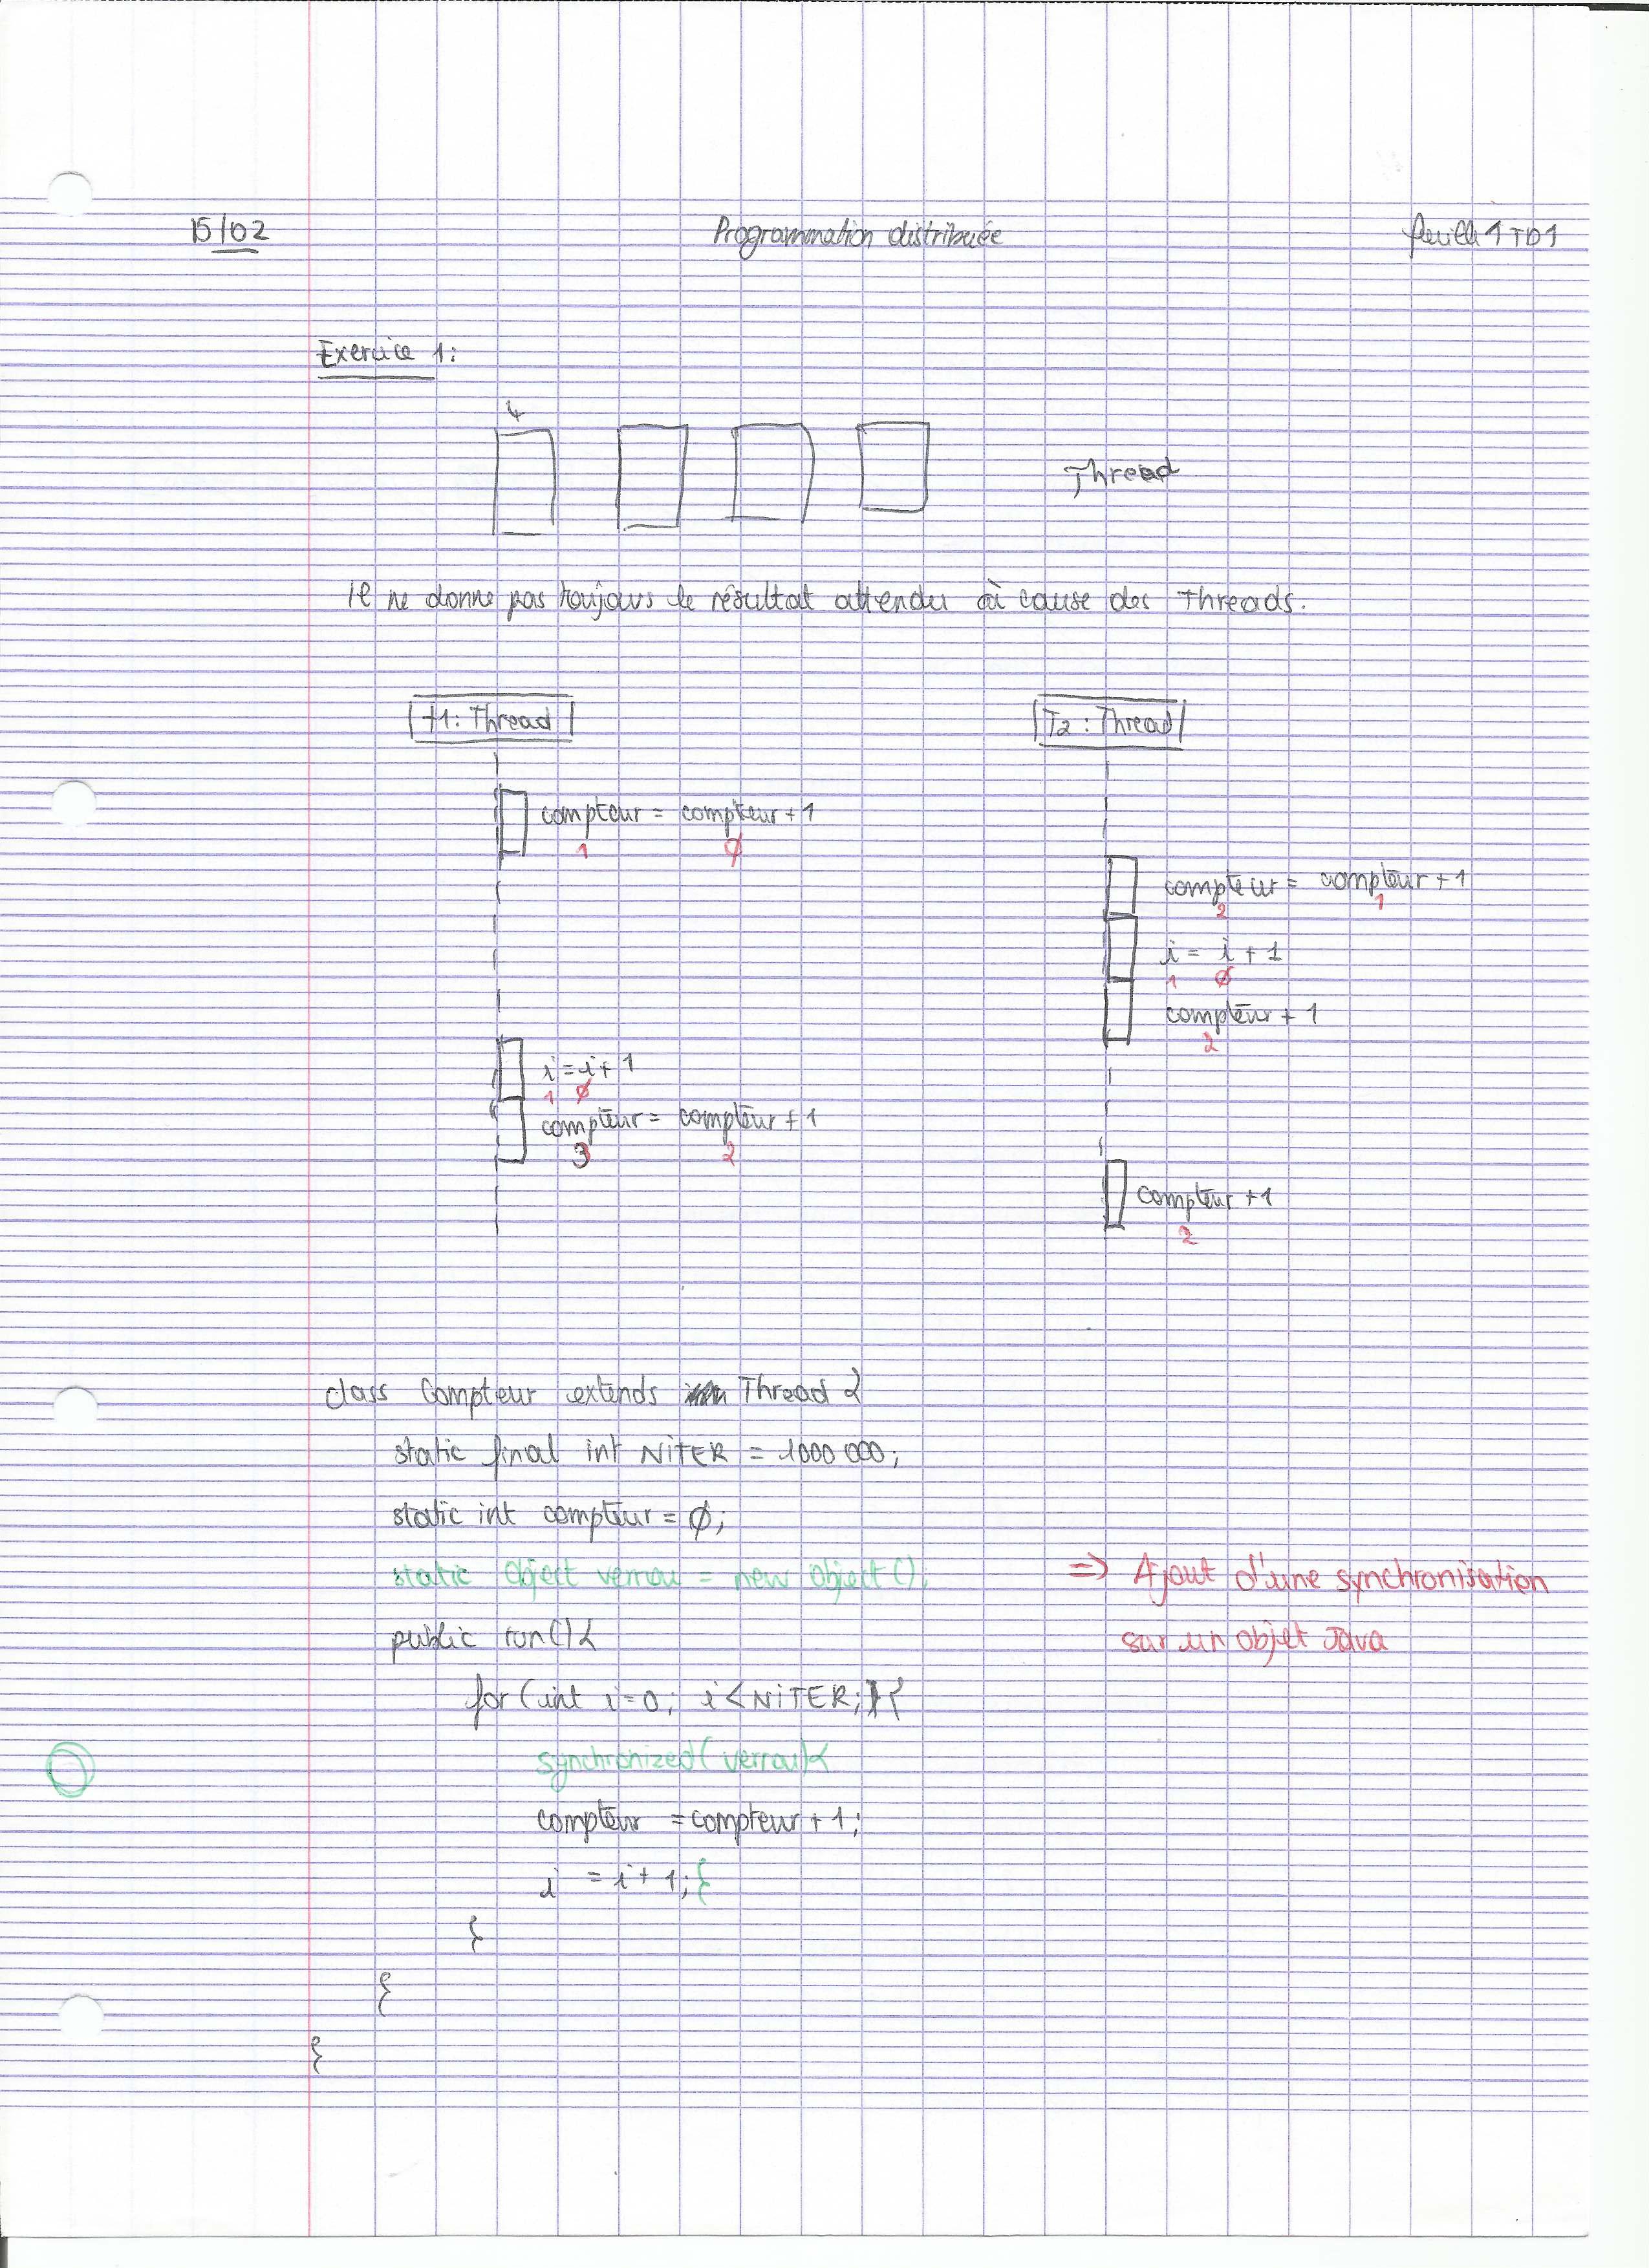 15/02 Programmation distribuée feuille 1 TD1
Exercice 1:
4
Thread
Il ne donne pas toujours le résultat attendu à cause des Threads.
t1: Thread T2: Thread
compteur = compteur + 1
1 0
compteur = compteur + 1
2 1
i = i + 1
1 0
compteur + 1
2
i = i + 1
1 0
compteur = compteur + 1
3 2
compteur + 1
2
class Compteur extends Thread {
static final int NiTER = 1000 000;
static int compteur = 0;
static Object verrou = new object(); => Ajout d'une synchronisation
public run() { sur un objet Java
for (int i=0; i < NiTER;) {
synchronized(verrou) {
compteur = compteur + 1;
i = i + 1; }
}
}
}